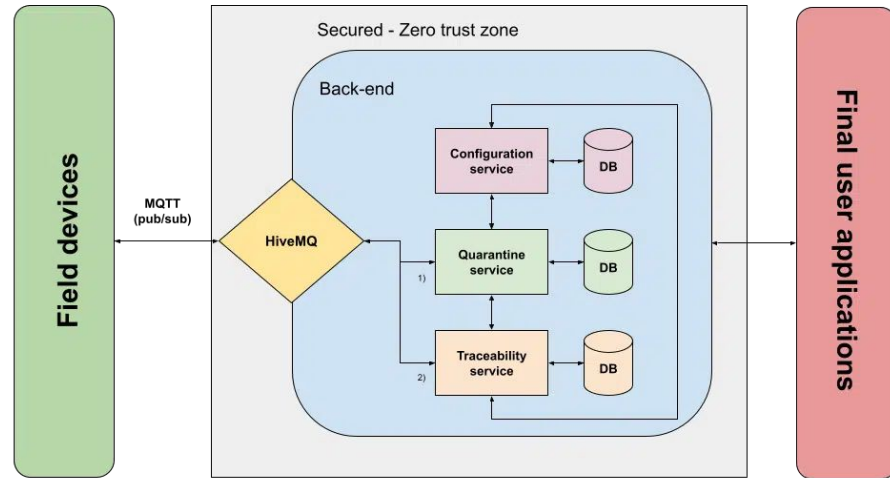 Secured - Zero trust zone
Back-end
Field devices
MQTT
(pub/sub)
HiveMQ
Configuration
service
DB
1)
Quarantine
service
DB
2)
Traceability
service
DB
Final user applications